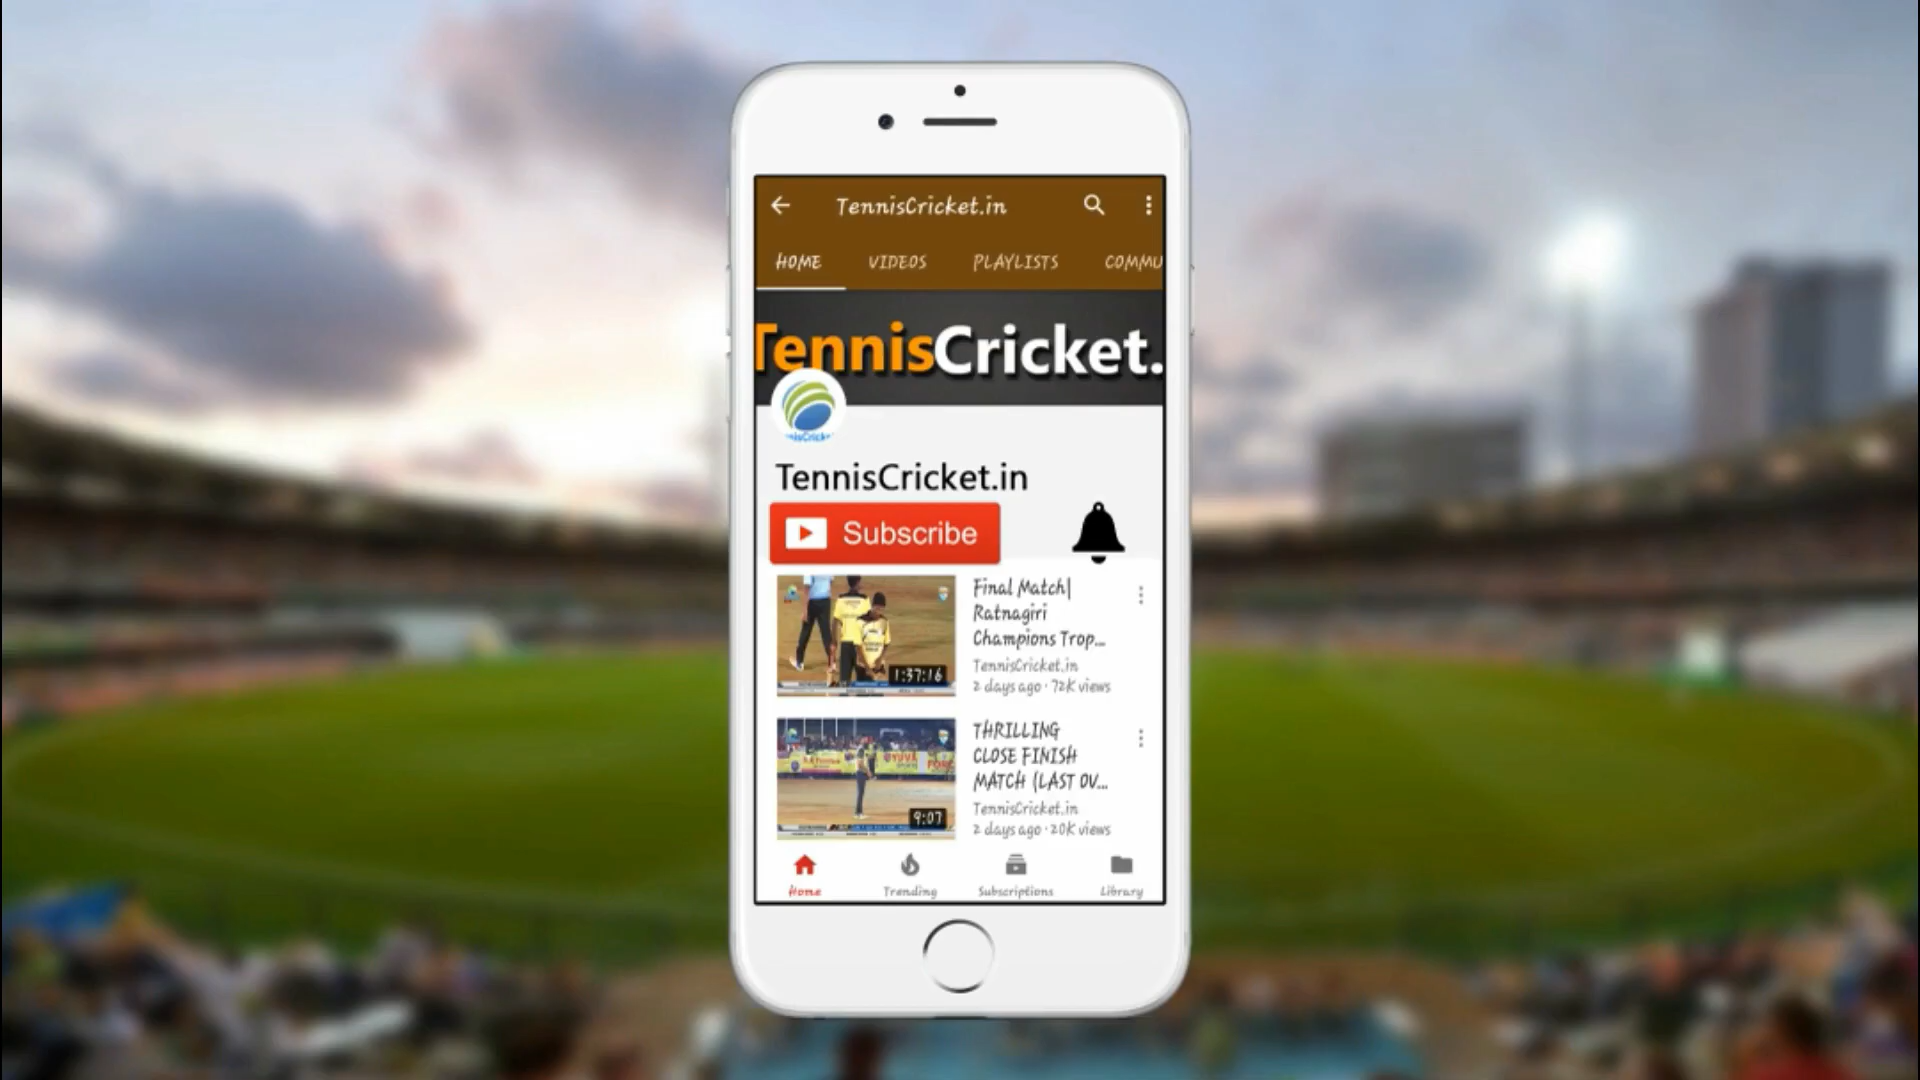 TennisCricket.in
HOME VIDEOS PLAYLISTS COMMU
TennisCricket.
TennisCricket.in
Subscribe
Final Match|
Ratnagiri
Champions Trop...
TennisCricket.in
2 days ago · 72K views
1:37:16
THRILLING
CLOSE FINISH
MATCH (LAST OV...
TennisCricket.in
2 days ago · 20K views
9:07
Home Trending Subscriptions Library